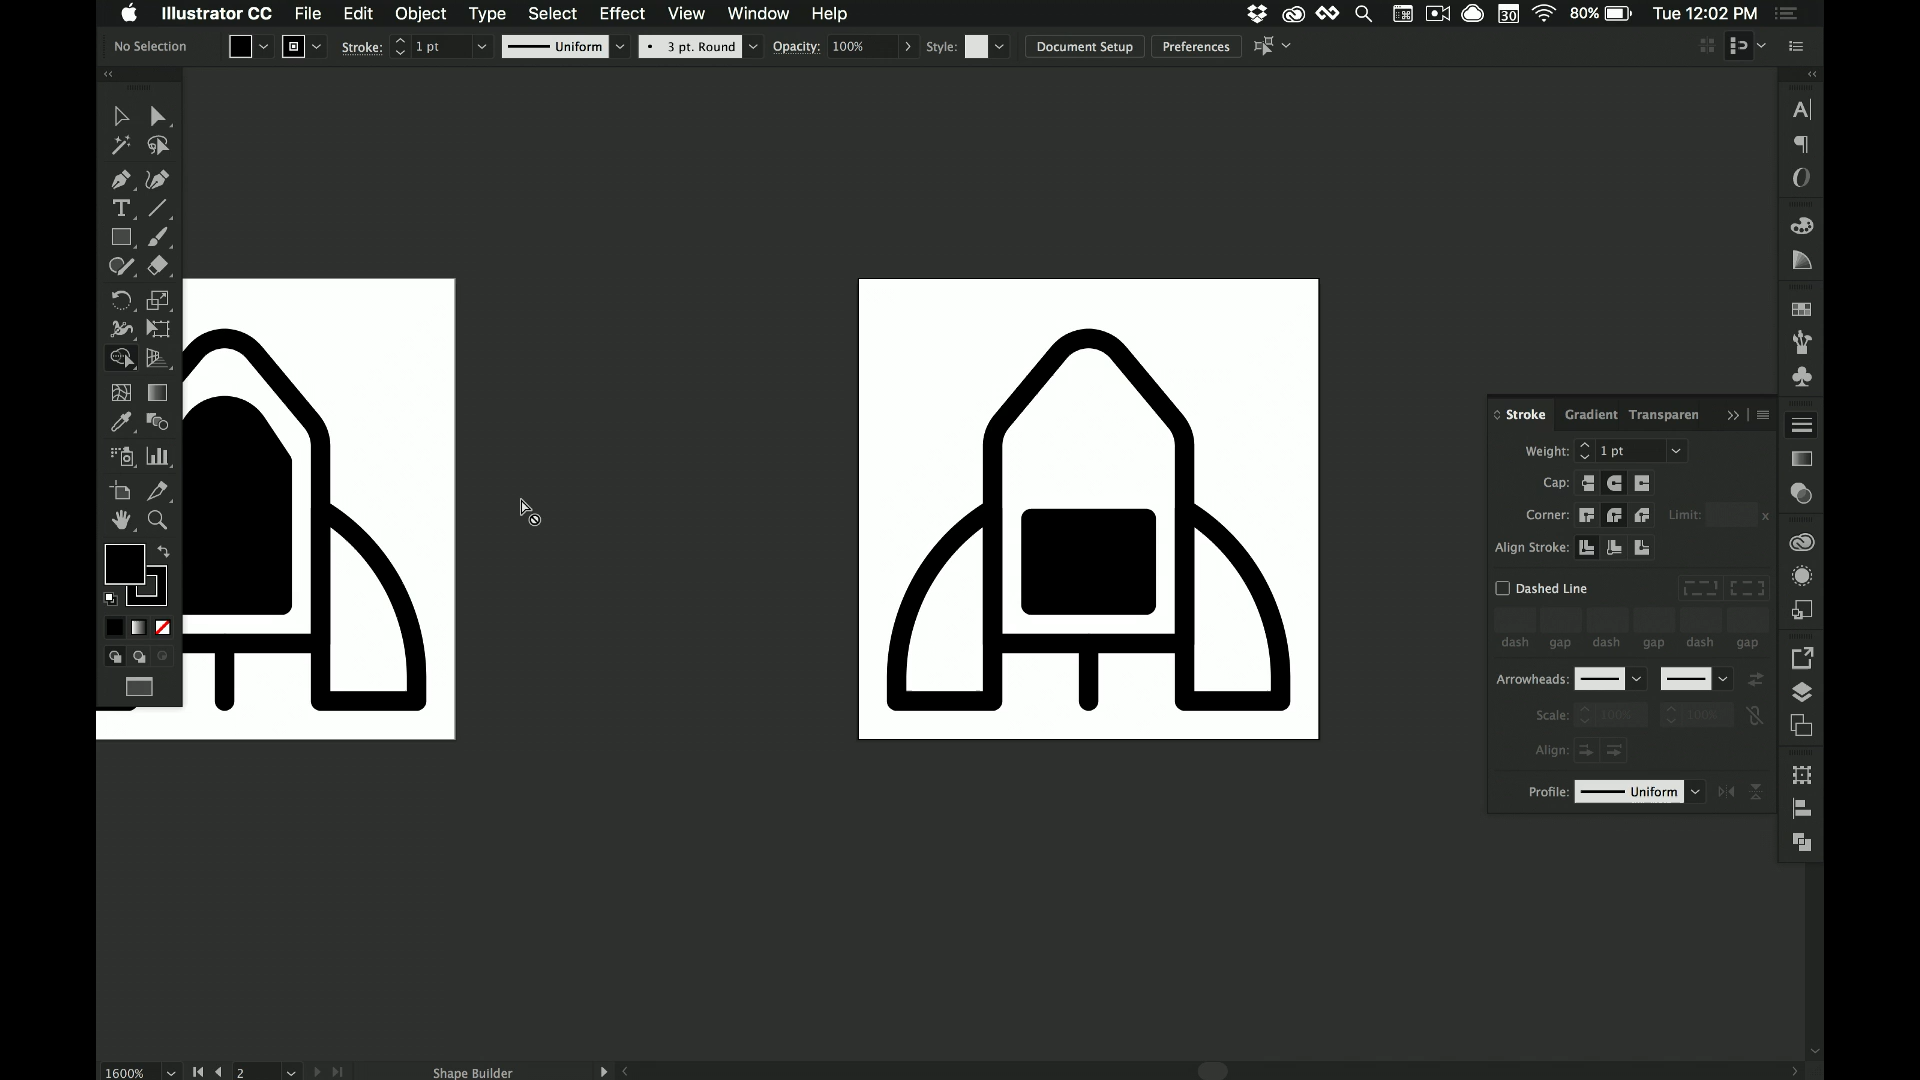 Illustrator CC File Edit Object Type Select Effect View Window Help 30 80% Tue 12:02 PM
No Selection Stroke: 1 pt Uniform 3 pt. Round Opacity: 100% Style: Document Setup Preferences
Stroke Gradient Transparen
Weight: 1 pt
Cap:
Corner: Limit: x
Align Stroke:
Dashed Line
dash gap dash gap dash gap
Arrowheads:
Scale: 100% 100%
Align:
Profile: Uniform
1600% 2 Shape Builder